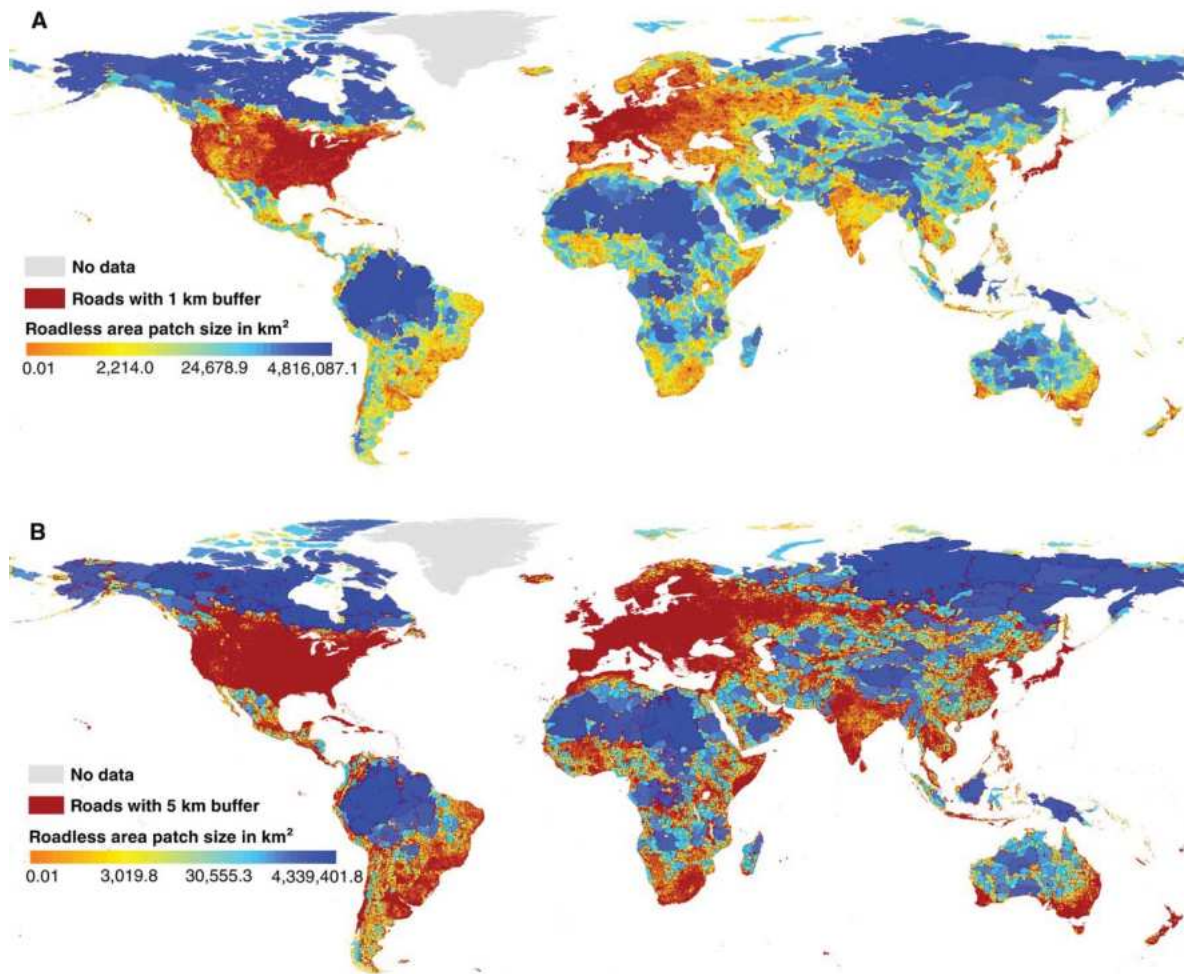 A
No data
Roads with 1 km buffer
Roadless area patch size in km²
0.01 2,214.0 24,678.9 4,816,087.1
B
No data
Roads with 5 km buffer
Roadless area patch size in km²
0.01 3,019.8 30,555.3 4,339,401.8